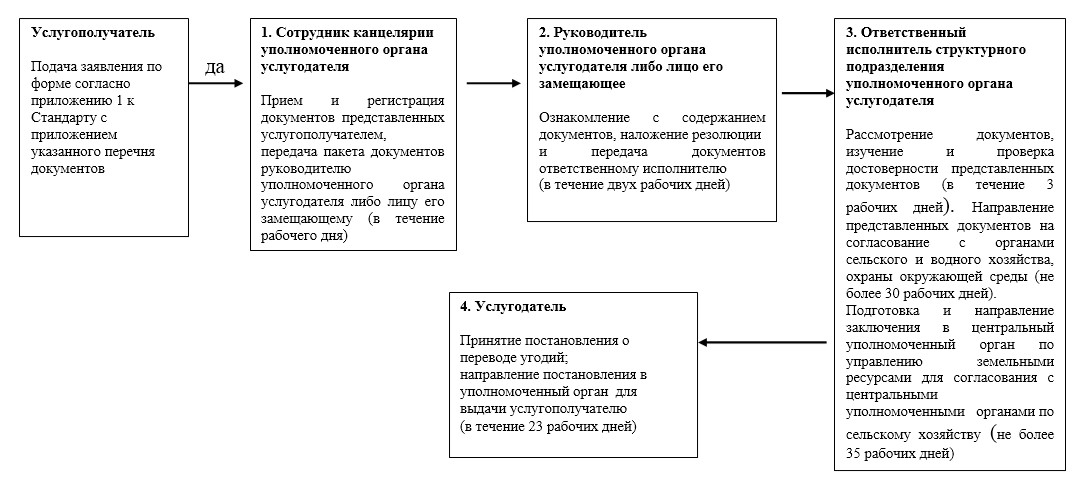 Услугополучатель
Подача заявления по
форме согласно
приложению 1 к
Стандарту с
приложением
указанного перечня
документов
да
1. Сотрудник канцелярии
уполномоченного органа
услугодателя
Прием и регистрация
документов представленных
услугополучателем,
передача пакета документов
руководителю
уполномоченного органа
услугодателя либо лицу его
замещающему (в течение
рабочего дня)
2. Руководитель
уполномоченного органа
услугодателя либо лицо его
замещающее
Ознакомление с содержанием
документов, наложение резолюции
и передача документов
ответственному исполнителю
(в течение двух рабочих дней)
3. Ответственный
исполнитель структурного
подразделения
уполномоченного органа
услугодателя
Рассмотрение документов,
изучение и проверка
достоверности представленных
документов (в течение 3
рабочих дней). Направление
представленных документов на
согласование с органами
сельского и водного хозяйства,
охраны окружающей среды (не
более 30 рабочих дней).
Подготовка и направление
заключения в центральный
уполномоченный орган по
управлению земельными
ресурсами для согласования с
центральными
уполномоченными органами по
сельскому хозяйству (не более
35 рабочих дней)
4. Услугодатель
Принятие постановления о
переводе угодий;
направление постановления в
уполномоченный орган для
выдачи услугополучателю
(в течение 23 рабочих дней)